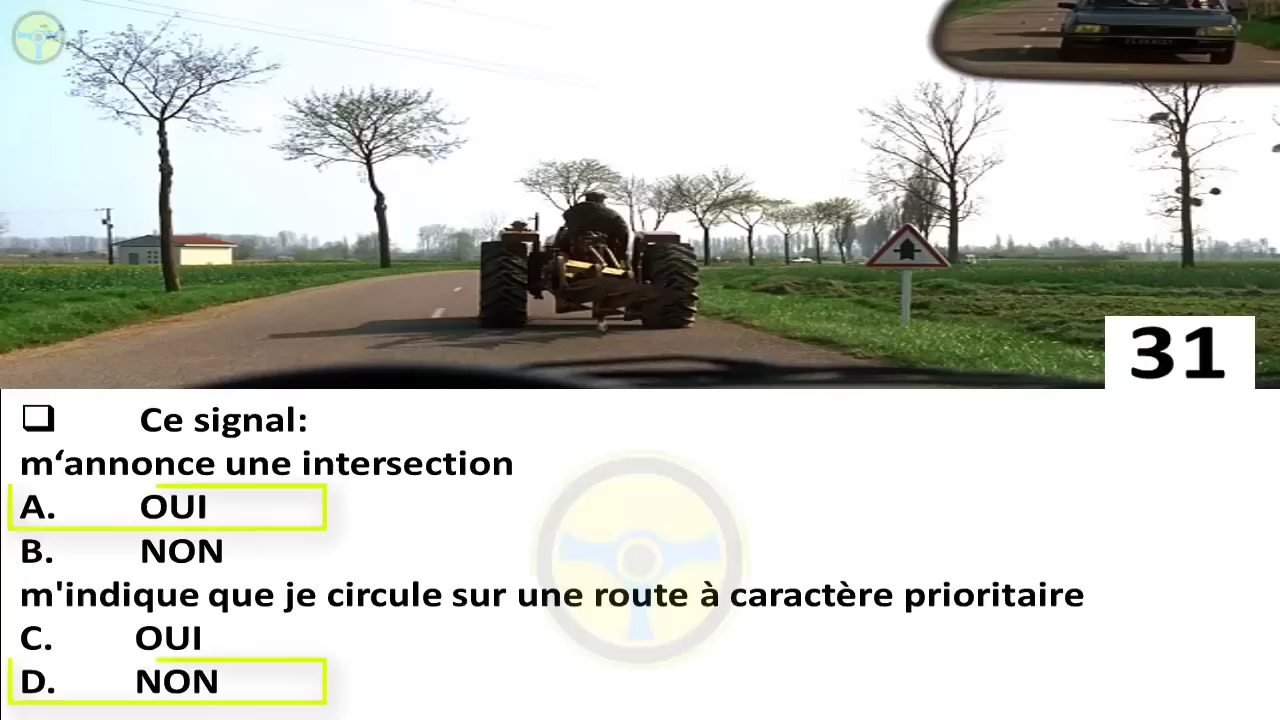 31
❑ Ce signal:
m‘annonce une intersection
A. OUI
B. NON
m'indique que je circule sur une route à caractère prioritaire
C. OUI
D. NON